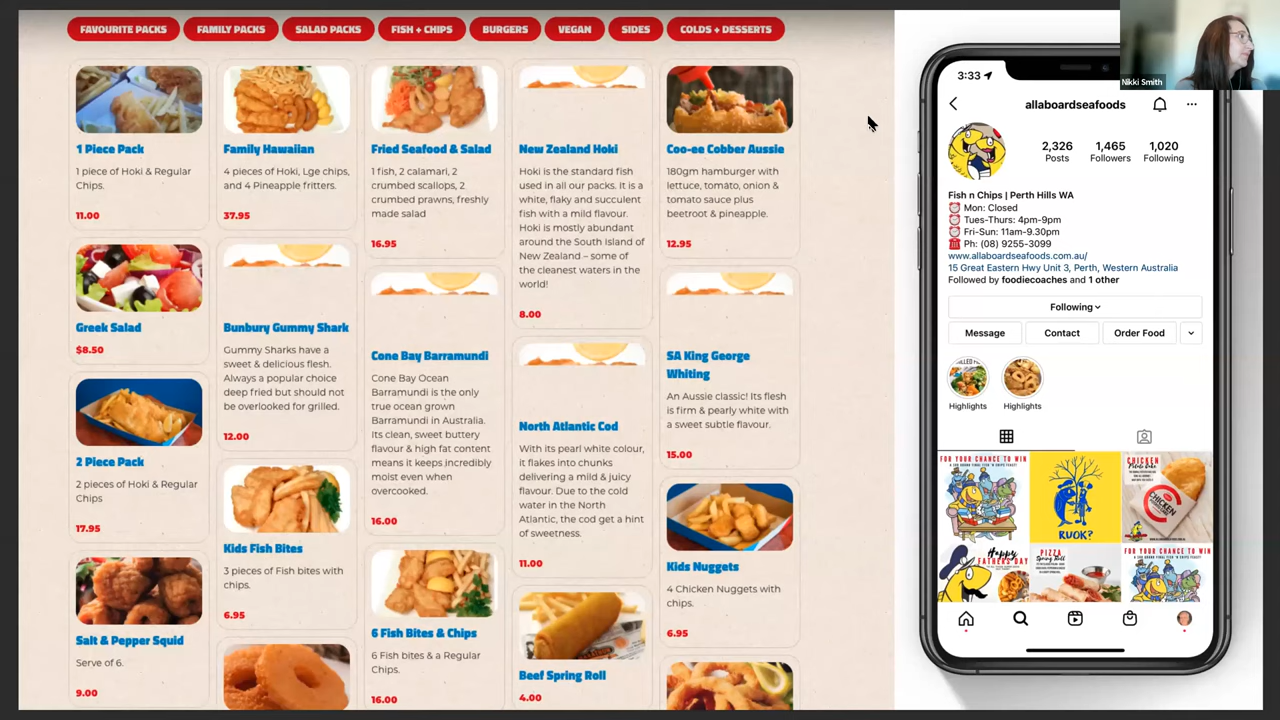 FAVOURITE PACKS
FAMILY PACKS
SALAD PACKS
FISH + CHIPS
BURGERS
VEGAN
SIDES
COLDS + DESSERTS
1 Piece Pack
1 piece of Hoki & Regular
Chips.
11.00
Greek Salad
$8.50
2 Piece Pack
2 pieces of Hoki & Regular
Chips
17.95
Salt & Pepper Squid
Serve of 6.
9.00
Family Hawaiian
4 pieces of Hoki, Lge chips,
and 4 Pineapple fritters.
37.95
Bunbury Gummy Shark
Gummy Sharks have a
sweet & delicious flesh.
Always a popular choice
deep fried but should not
be overlooked for grilled.
12.00
Kids Fish Bites
3 pieces of Fish bites with
chips.
6.95
Fried Seafood & Salad
1 fish, 2 calamari, 2
crumbed scallops, 2
crumbed prawns, freshly
made salad
16.95
Cone Bay Barramundi
Cone Bay Ocean
Barramundi is the only
true ocean grown
Barramundi in Australia.
Its clean, sweet buttery
flavour & high fat content
means it keeps incredibly
moist even when
overcooked.
16.00
6 Fish Bites & Chips
6 Fish bites & a Regular
Chips.
16.00
New Zealand Hoki
Hoki is the standard fish
used in all our packs. It is a
white, flaky and succulent
fish with a mild flavour.
Hoki is mostly abundant
around the South Island of
New Zealand – some of
the cleanest waters in the
world!
8.00
North Atlantic Cod
With its pearl white colour,
it flakes into chunks
delivering a mild & juicy
flavour. Due to the cold
water in the North
Atlantic, the cod get a hint
of sweetness.
11.00
Beef Spring Roll
4.00
Coo-ee Cobber Aussie
180gm hamburger with
lettuce, tomato, onion &
tomato sauce plus
beetroot & pineapple.
12.95
SA King George
Whiting
An Aussie classic! Its flesh
is firm & pearly white with
a sweet subtle flavour.
15.00
Kids Nuggets
4 Chicken Nuggets with
chips.
6.95
Nikki Smith
3:33
allaboardseafoods
2,326
Posts
1,465
Followers
1,020
Following
Fish n Chips | Perth Hills WA
Mon: Closed
Tues-Thurs: 4pm-9pm
Fri-Sun: 11am-9.30pm
Ph: (08) 9255-3099
www.allaboardseafoods.com.au/
15 Great Eastern Hwy Unit 3, Perth, Western Australia
Followed by foodiecoaches and 1 other
Following
Message
Contact
Order Food
Highlights
Highlights
FOR YOUR CHANCE TO WIN
RUOK?
CHICKEN
CHICKEN
Happy
FATHERS DAY
PIZZA
Spring Roll
FOR YOUR CHANCE TO WIN